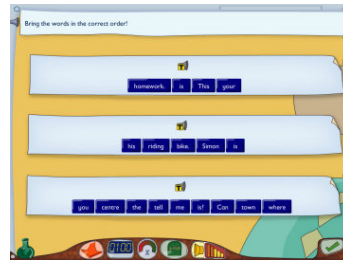 Bring the words in the correct order!
homework. is This your
his riding bike. Simon is
you centre the tell me is? Can town where
0100